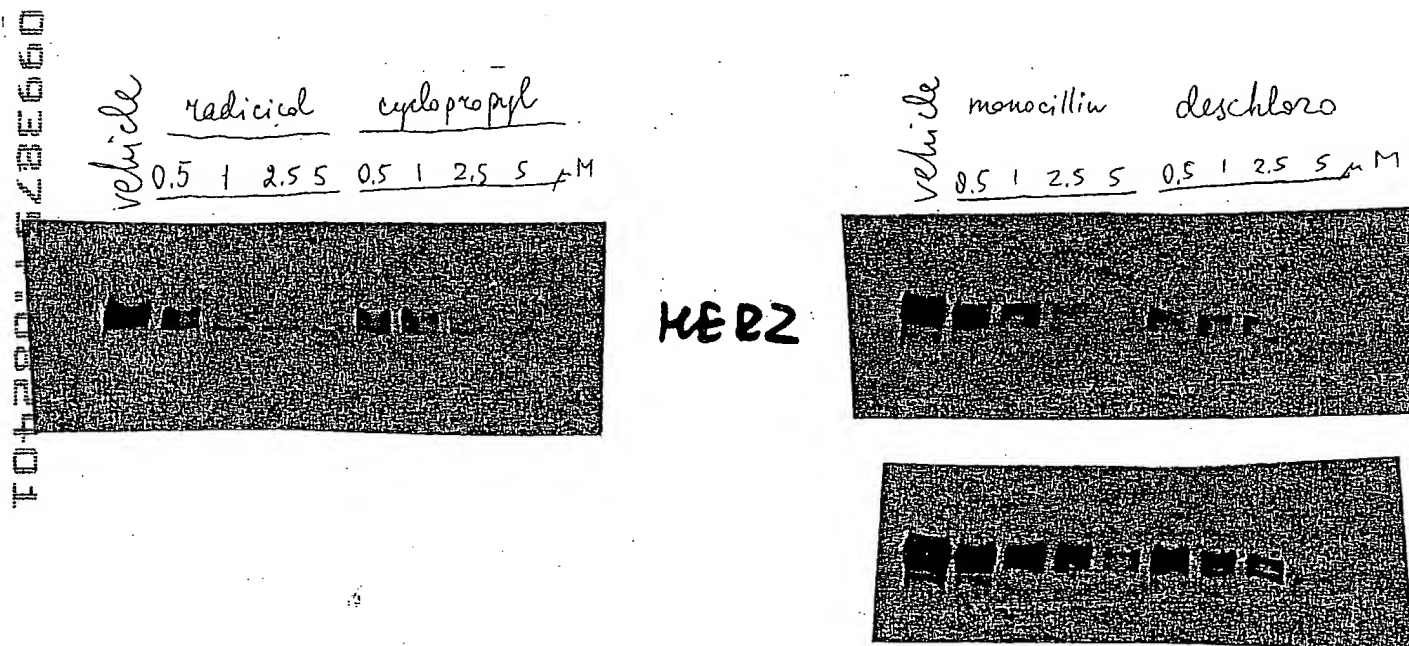 vehicle radicicol cyclopropyl
0.5 1 2.5 5 0.5 1 2.5 5 μM
vehicle monocillin deschloro
0.5 1 2.5 5 0.5 1 2.5 5 μM
HER2